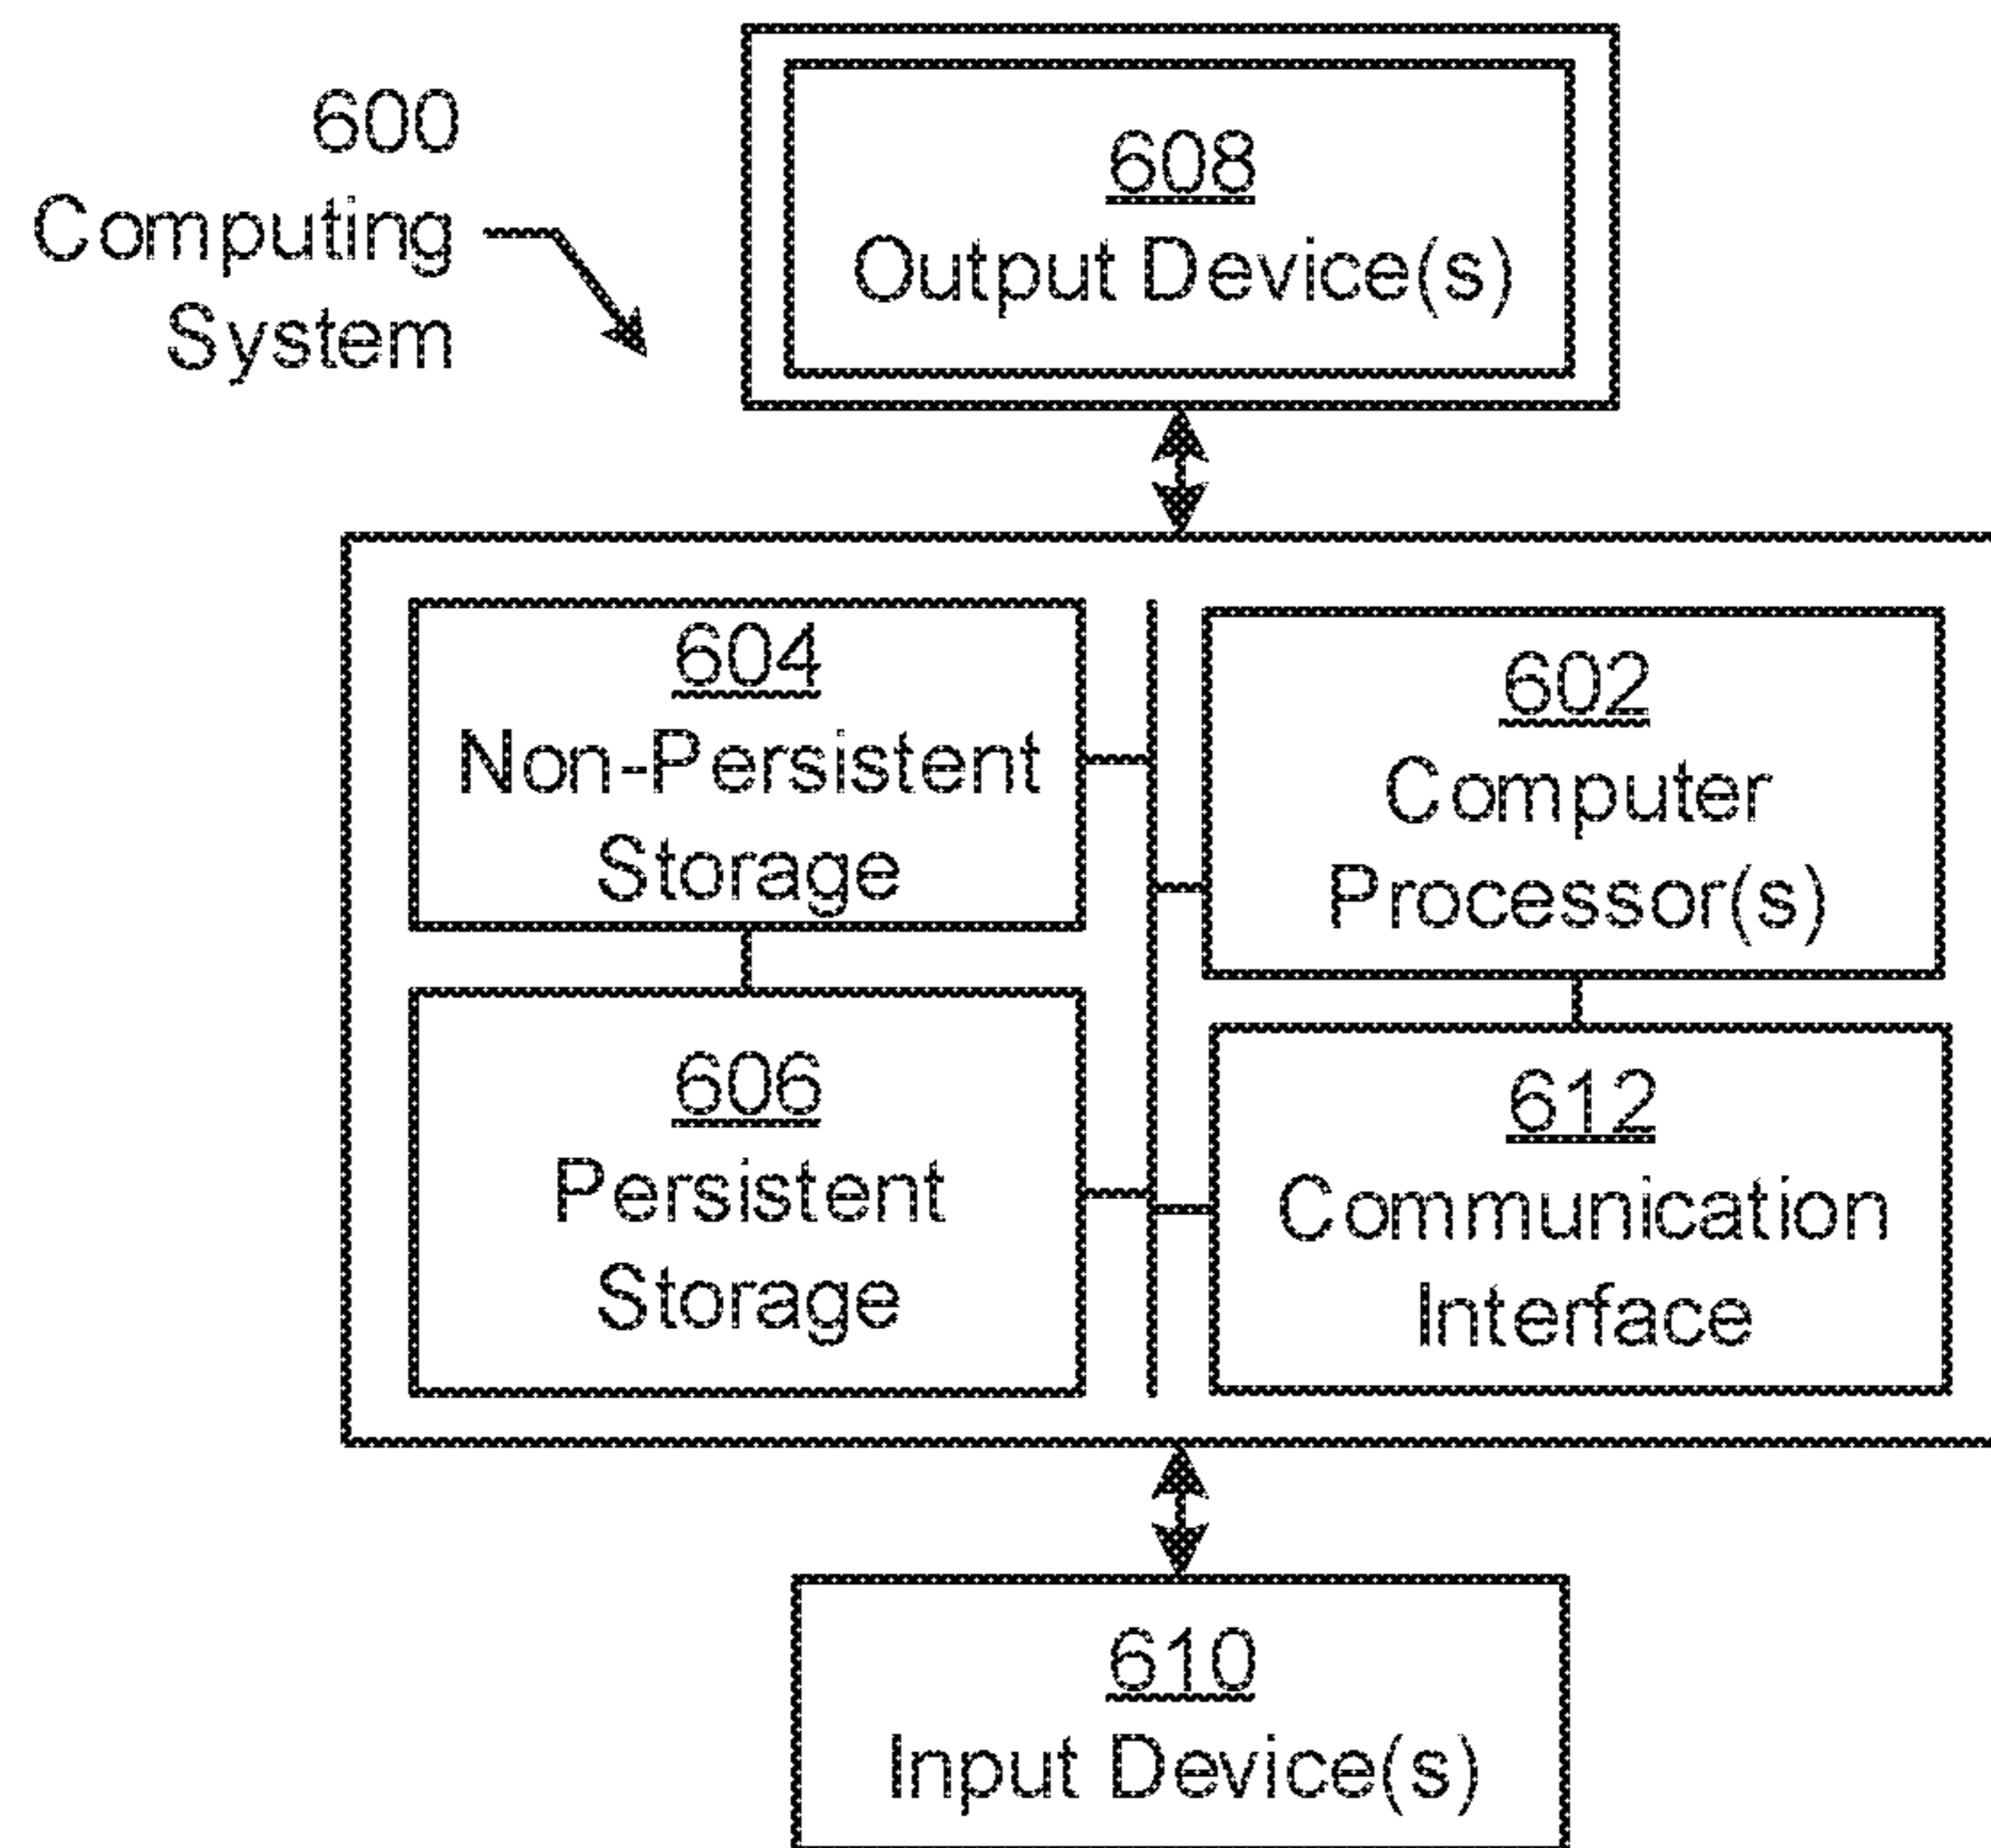 600
Computing
System
608
Output Device(s)
604
Non-Persistent
Storage
602
Computer
Processor(s)
606
Persistent
Storage
612
Communication
Interface
610
Input Device(s)